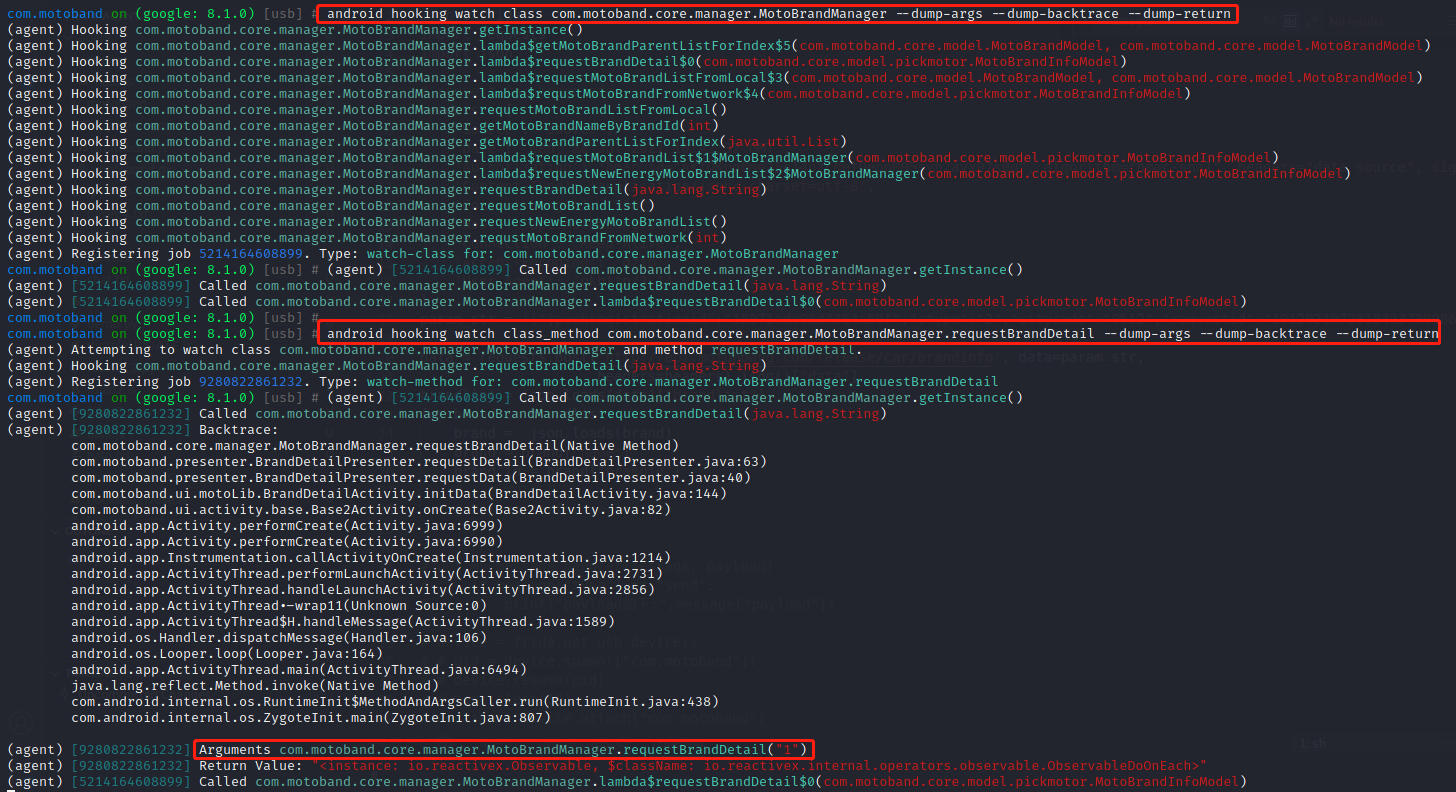 com.motoband on (google: 8.1.0) [usb] # android hooking watch class com.motoband.core.manager.MotoBrandManager --dump-args --dump-backtrace --dump-return
(agent) Hooking com.motoband.core.manager.MotoBrandManager.getInstance()
(agent) Hooking com.motoband.core.manager.MotoBrandManager.lambda$getMotoBrandParentListForIndex$5(com.motoband.core.model.MotoBrandModel, com.motoband.core.model.MotoBrandModel)
(agent) Hooking com.motoband.core.manager.MotoBrandManager.lambda$requestBrandDetail$0(com.motoband.core.model.pickmotor.MotoBrandInfoModel)
(agent) Hooking com.motoband.core.manager.MotoBrandManager.lambda$requestMotoBrandListFromLocal$3(com.motoband.core.model.MotoBrandModel, com.motoband.core.model.MotoBrandModel)
(agent) Hooking com.motoband.core.manager.MotoBrandManager.lambda$requstMotoBrandFromNetwork$4(com.motoband.core.model.pickmotor.MotoBrandInfoModel)
(agent) Hooking com.motoband.core.manager.MotoBrandManager.requestMotoBrandListFromLocal()
(agent) Hooking com.motoband.core.manager.MotoBrandManager.getMotoBrandNameByBrandId(int)
(agent) Hooking com.motoband.core.manager.MotoBrandManager.getMotoBrandParentListForIndex(java.util.List)
(agent) Hooking com.motoband.core.manager.MotoBrandManager.lambda$requestMotoBrandList$1$MotoBrandManager(com.motoband.core.model.pickmotor.MotoBrandInfoModel)
(agent) Hooking com.motoband.core.manager.MotoBrandManager.lambda$requestNewEnergyMotoBrandList$2$MotoBrandManager(com.motoband.core.model.pickmotor.MotoBrandInfoModel)
(agent) Hooking com.motoband.core.manager.MotoBrandManager.requestBrandDetail(java.lang.String)
(agent) Hooking com.motoband.core.manager.MotoBrandManager.requestMotoBrandList()
(agent) Hooking com.motoband.core.manager.MotoBrandManager.requestNewEnergyMotoBrandList()
(agent) Hooking com.motoband.core.manager.MotoBrandManager.requstMotoBrandFromNetwork(int)
(agent) Registering job 5214164608899. Type: watch-class for: com.motoband.core.manager.MotoBrandManager
com.motoband on (google: 8.1.0) [usb] # (agent) [5214164608899] Called com.motoband.core.manager.MotoBrandManager.getInstance()
(agent) [5214164608899] Called com.motoband.core.manager.MotoBrandManager.requestBrandDetail(java.lang.String)
(agent) [5214164608899] Called com.motoband.core.manager.MotoBrandManager.lambda$requestBrandDetail$0(com.motoband.core.model.pickmotor.MotoBrandInfoModel)
com.motoband on (google: 8.1.0) [usb] #
com.motoband on (google: 8.1.0) [usb] # android hooking watch class_method com.motoband.core.manager.MotoBrandManager.requestBrandDetail --dump-args --dump-backtrace --dump-return
(agent) Attempting to watch class com.motoband.core.manager.MotoBrandManager and method requestBrandDetail.
(agent) Hooking com.motoband.core.manager.MotoBrandManager.requestBrandDetail(java.lang.String)
(agent) Registering job 9280822861232. Type: watch-method for: com.motoband.core.manager.MotoBrandManager.requestBrandDetail
com.motoband on (google: 8.1.0) [usb] # (agent) [5214164608899] Called com.motoband.core.manager.MotoBrandManager.getInstance()
(agent) [9280822861232] Called com.motoband.core.manager.MotoBrandManager.requestBrandDetail(java.lang.String)
(agent) [9280822861232] Backtrace:
com.motoband.core.manager.MotoBrandManager.requestBrandDetail(Native Method)
com.motoband.presenter.BrandDetailPresenter.requestDetail(BrandDetailPresenter.java:63)
com.motoband.presenter.BrandDetailPresenter.requestData(BrandDetailPresenter.java:40)
com.motoband.ui.motoLib.BrandDetailActivity.initData(BrandDetailActivity.java:144)
com.motoband.ui.activity.base.Base2Activity.onCreate(Base2Activity.java:82)
android.app.Activity.performCreate(Activity.java:6999)
android.app.Activity.performCreate(Activity.java:6990)
android.app.Instrumentation.callActivityOnCreate(Instrumentation.java:1214)
android.app.ActivityThread.performLaunchActivity(ActivityThread.java:2731)
android.app.ActivityThread.handleLaunchActivity(ActivityThread.java:2856)
android.app.ActivityThread•-wrap11(Unknown Source:0)
android.app.ActivityThread$H.handleMessage(ActivityThread.java:1589)
android.os.Handler.dispatchMessage(Handler.java:106)
android.os.Looper.loop(Looper.java:164)
android.app.ActivityThread.main(ActivityThread.java:6494)
java.lang.reflect.Method.invoke(Native Method)
com.android.internal.os.RuntimeInit$MethodAndArgsCaller.run(RuntimeInit.java:438)
com.android.internal.os.ZygoteInit.main(ZygoteInit.java:807)
(agent) [9280822861232] Arguments com.motoband.core.manager.MotoBrandManager.requestBrandDetail("1")
(agent) [9280822861232] Return Value: "<instance: io.reactivex.Observable, $className: io.reactivex.internal.operators.observable.ObservableDoOnEach>"
(agent) [5214164608899] Called com.motoband.core.manager.MotoBrandManager.lambda$requestBrandDetail$0(com.motoband.core.model.pickmotor.MotoBrandInfoModel)